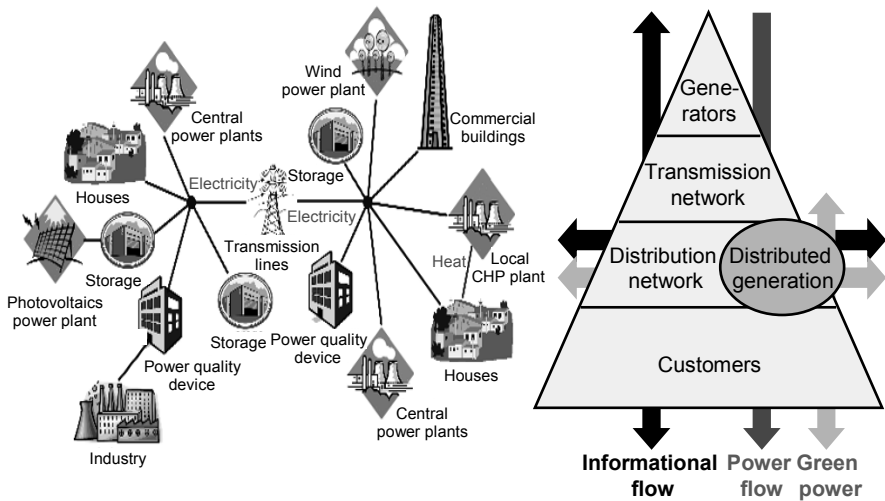 Wind
power plant
Central
power plants
Commercial
buildings
Houses
Electricity
Storage
Electricity
Transmission
lines
Storage
Photovoltaics
power plant
Heat
Local
CHP plant
Storage
Power quality
device
Power quality
device
Houses
Central
power plants
Industry
Gene-
rators
Transmission
network
Distribution
network
Distributed
generation
Customers
Informational
flow
Power
flow
Green
power